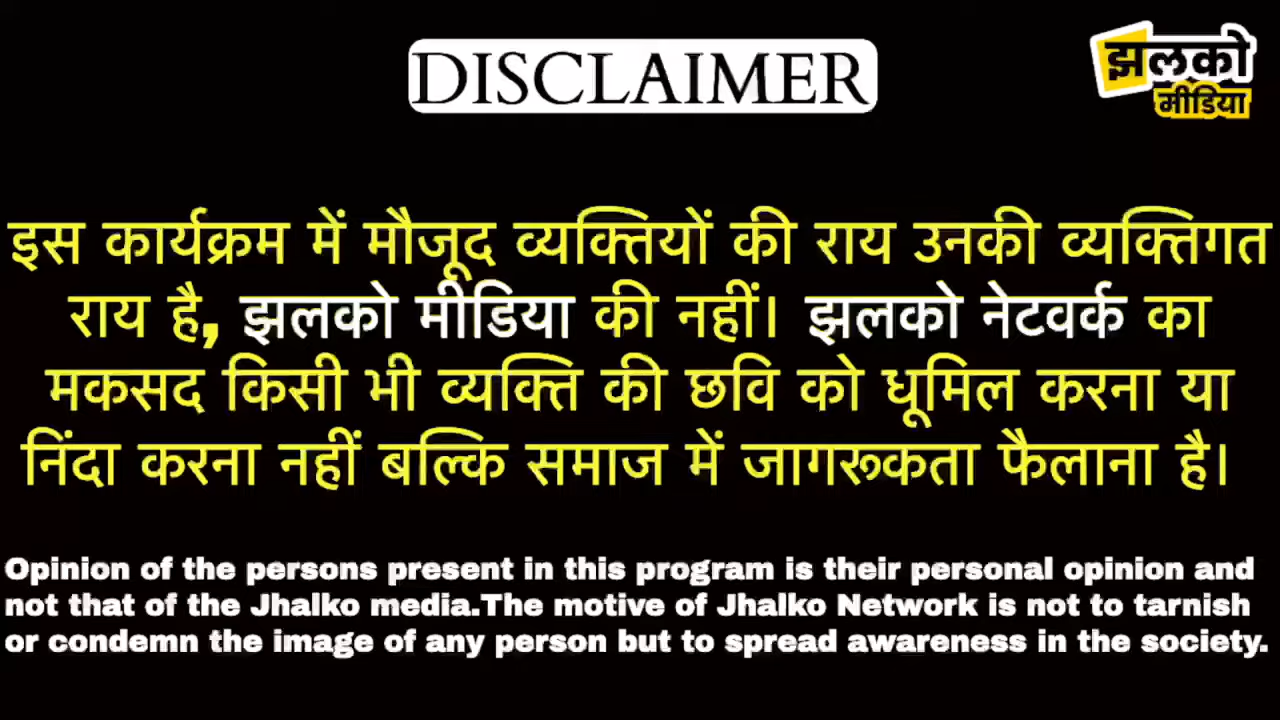 DISCLAIMER
झलको
मीडिया
इस कार्यक्रम में मौजूद व्यक्तियों की राय उनकी व्यक्तिगत
राय है, झलको मीडिया की नहीं। झलको नेटवर्क का
मकसद किसी भी व्यक्ति की छवि को धूमिल करना या
निंदा करना नहीं बल्कि समाज में जागरूकता फैलाना है।
Opinion of the persons present in this program is their personal opinion and
not that of the Jhalko media.The motive of Jhalko Network is not to tarnish
or condemn the image of any person but to spread awareness in the society.